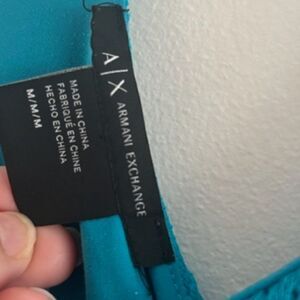 A|X ARMANI EXCHANGE
MADE IN CHINA
FABRIQUÉ EN CHINE
HECHO EN CHINA
M/M/M